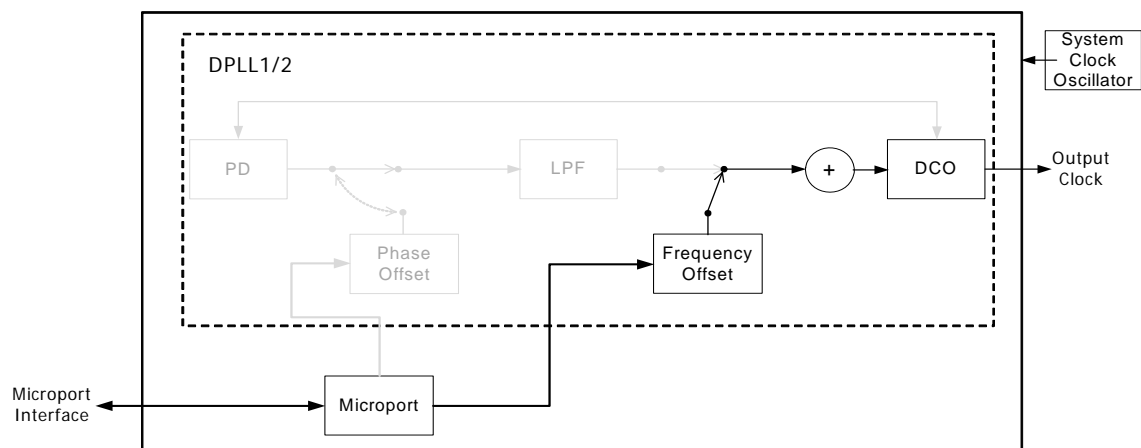 System
Clock
Oscillator
DPLL1/2
PD
LPF
+
DCO
Output
Clock
Phase
Offset
Frequency
Offset
Microport
Interface
Microport